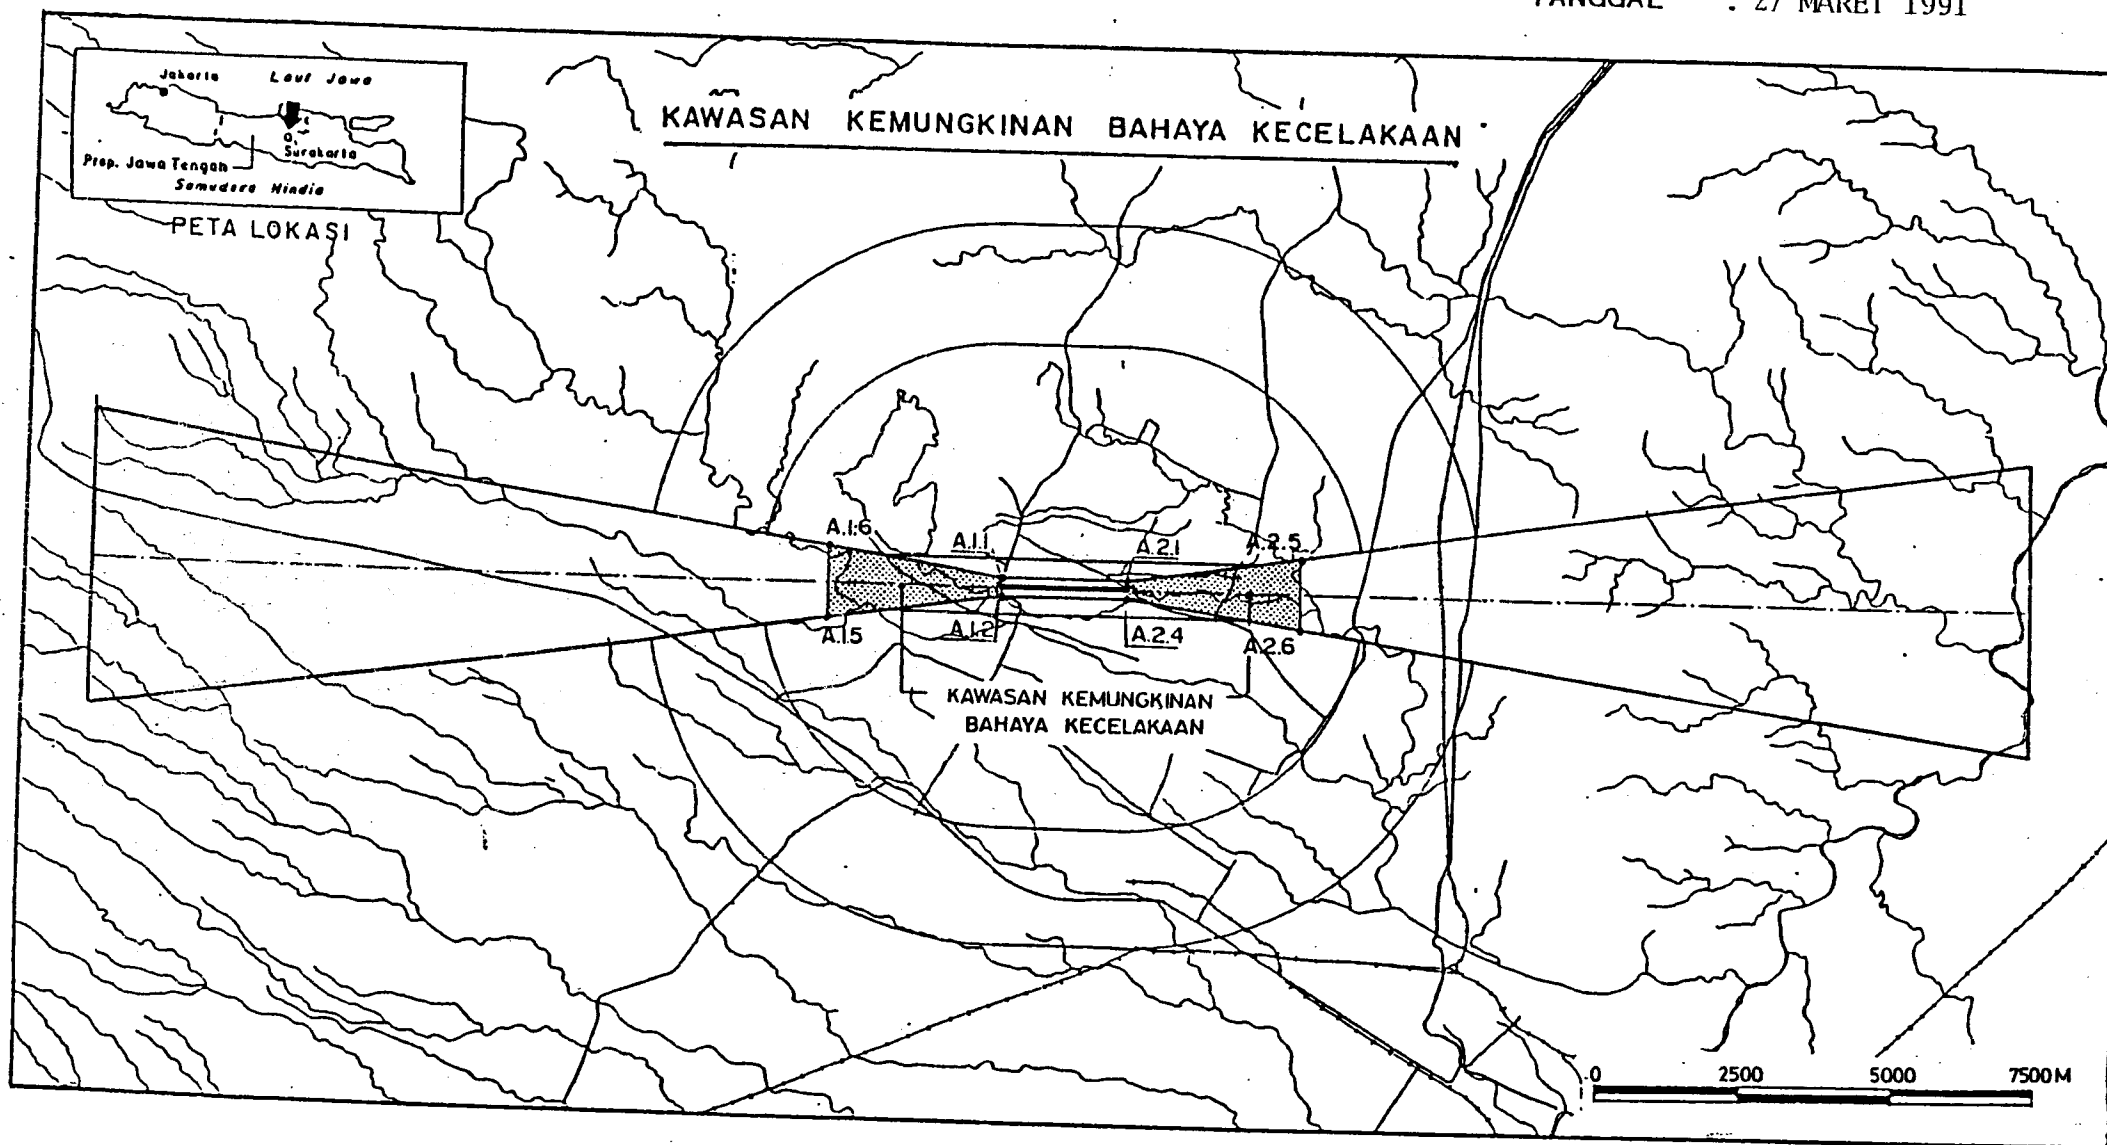 TANGGAL : 27 MARET 1991
Jakarta Laut Jawa
Surakarta
Prop. Jawa Tengah
Samudera Hindia
PETA LOKASI
KAWASAN KEMUNGKINAN BAHAYA KECELAKAAN
A.1.6
A.1.1
A.2.1
A.2.5
A.1.5
A.1.2
A.2.4
A.2.6
KAWASAN KEMUNGKINAN
BAHAYA KECELAKAAN
0 2500 5000 7500 M